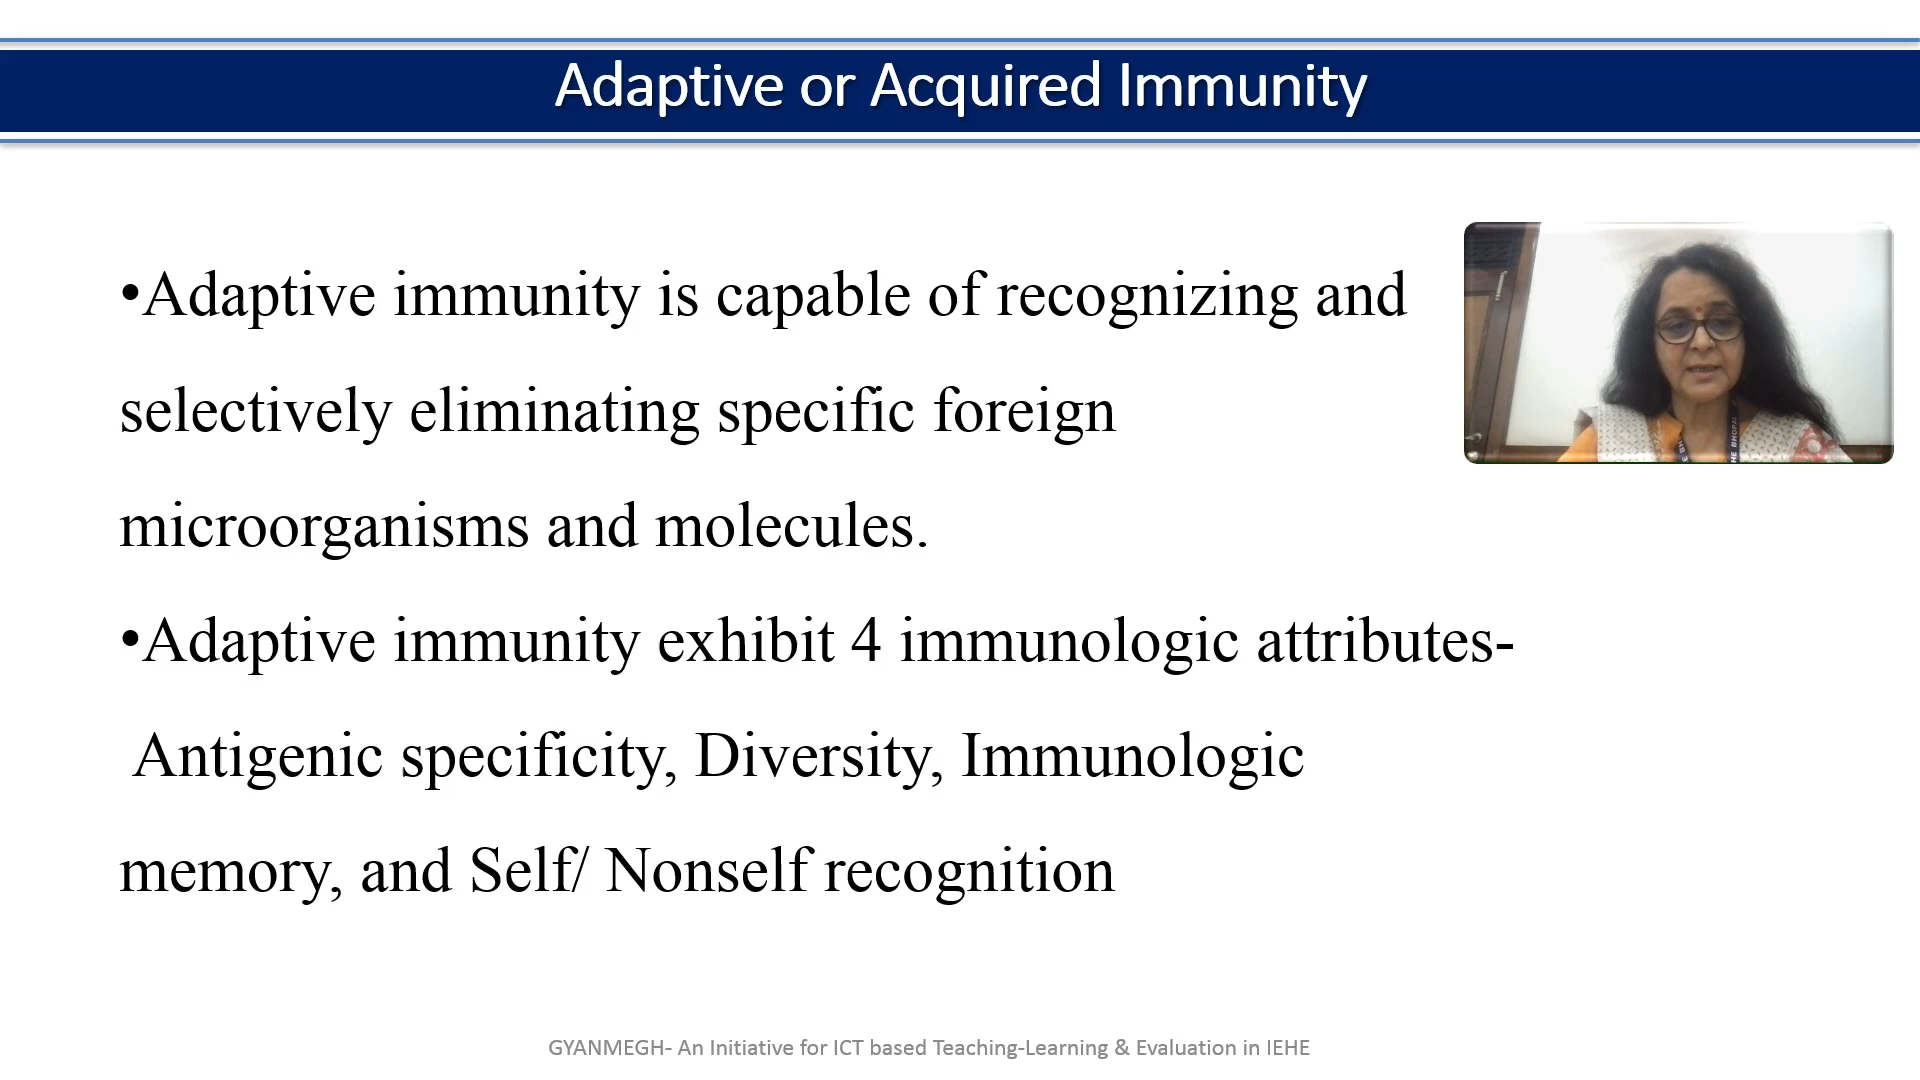 Adaptive or Acquired Immunity
•Adaptive immunity is capable of recognizing and
selectively eliminating specific foreign
microorganisms and molecules.
•Adaptive immunity exhibit 4 immunologic attributes-
Antigenic specificity, Diversity, Immunologic
memory, and Self/ Nonself recognition
HE BHOPAL
GYANMEGH- An Initiative for ICT based Teaching-Learning & Evaluation in IEHE